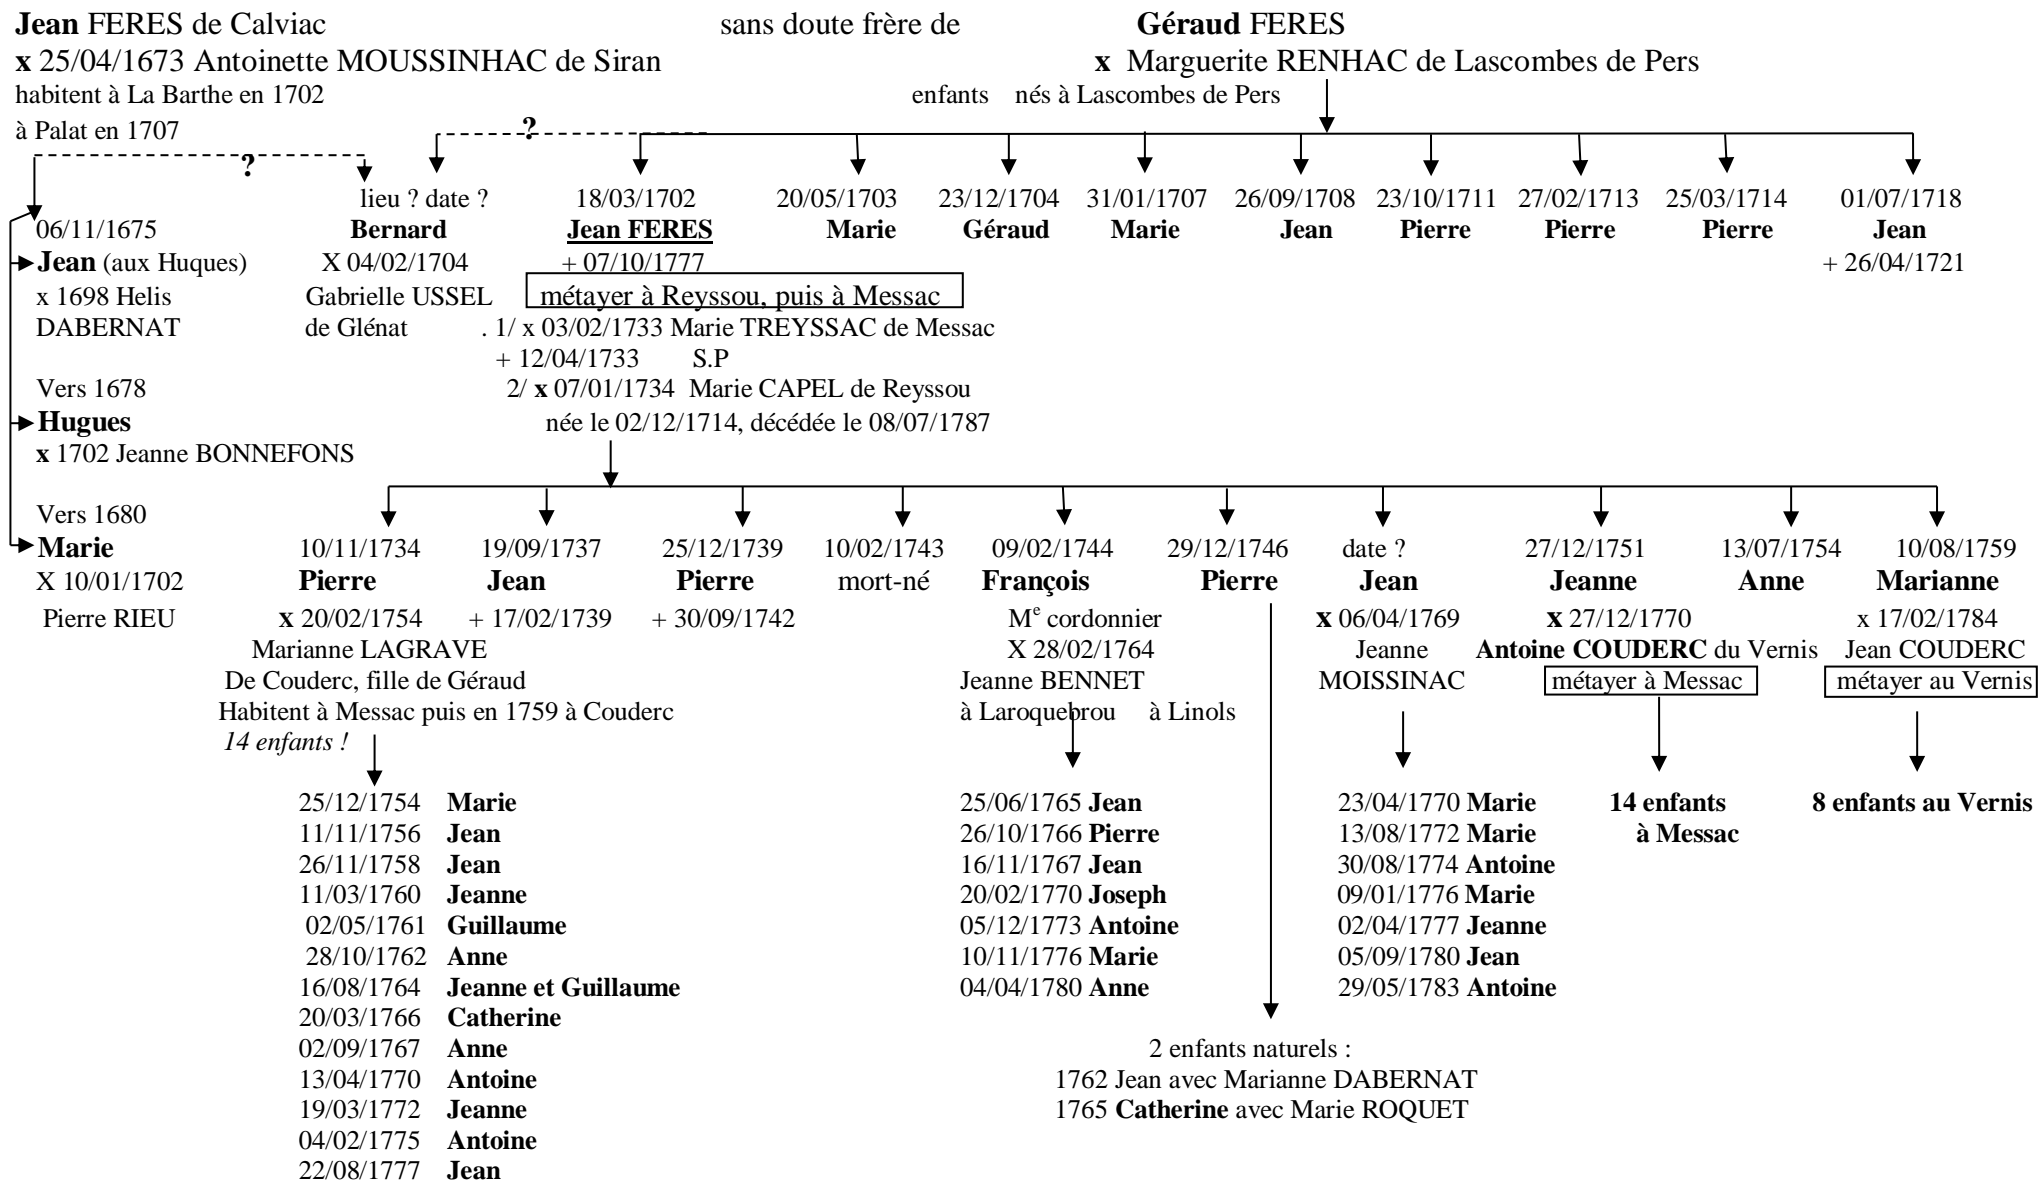 Jean FERES de Calviac sans doute frère de Géraud FERES
x 25/04/1673 Antoinette MOUSSINHAC de Siran x Marguerite RENHAC de Lascombes de Pers
habitent à La Barthe en 1702 enfants nés à Lascombes de Pers
à Palat en 1707 ?
?
lieu ? date ? 18/03/1702 20/05/1703 23/12/1704 31/01/1707 26/09/1708 23/10/1711 27/02/1713 25/03/1714 01/07/1718
06/11/1675 Bernard Jean FERES Marie Géraud Marie Jean Pierre Pierre Pierre Jean
Jean (aux Huques) X 04/02/1704 + 07/10/1777 + 26/04/1721
x 1698 Helis Gabrielle USSEL métayer à Reyssou, puis à Messac
DABERNAT de Glénat . 1/ x 03/02/1733 Marie TREYSSAC de Messac
+ 12/04/1733 S.P
Vers 1678 2/ x 07/01/1734 Marie CAPEL de Reyssou
Hugues née le 02/12/1714, décédée le 08/07/1787
x 1702 Jeanne BONNEFONS
Vers 1680
Marie 10/11/1734 19/09/1737 25/12/1739 10/02/1743 09/02/1744 29/12/1746 date ? 27/12/1751 13/07/1754 10/08/1759
X 10/01/1702 Pierre Jean Pierre mort-né François Pierre Jean Jeanne Anne Marianne
Pierre RIEU x 20/02/1754 + 17/02/1739 + 30/09/1742 Me cordonnier x 06/04/1769 x 27/12/1770 x 17/02/1784
Marianne LAGRAVE X 28/02/1764 Jeanne Antoine COUDERC du Vernis Jean COUDERC
De Couderc, fille de Géraud Jeanne BENNET MOISSINAC métayer à Messac métayer au Vernis
Habitent à Messac puis en 1759 à Couderc à Laroquebrou à Linols
14 enfants !
25/12/1754 Marie 25/06/1765 Jean 23/04/1770 Marie 14 enfants 8 enfants au Vernis
11/11/1756 Jean 26/10/1766 Pierre 13/08/1772 Marie à Messac
26/11/1758 Jean 16/11/1767 Jean 30/08/1774 Antoine
11/03/1760 Jeanne 20/02/1770 Joseph 09/01/1776 Marie
02/05/1761 Guillaume 05/12/1773 Antoine 02/04/1777 Jeanne
28/10/1762 Anne 10/11/1776 Marie 05/09/1780 Jean
16/08/1764 Jeanne et Guillaume 04/04/1780 Anne 29/05/1783 Antoine
20/03/1766 Catherine
02/09/1767 Anne 2 enfants naturels :
13/04/1770 Antoine 1762 Jean avec Marianne DABERNAT
19/03/1772 Jeanne 1765 Catherine avec Marie ROQUET
04/02/1775 Antoine
22/08/1777 Jean